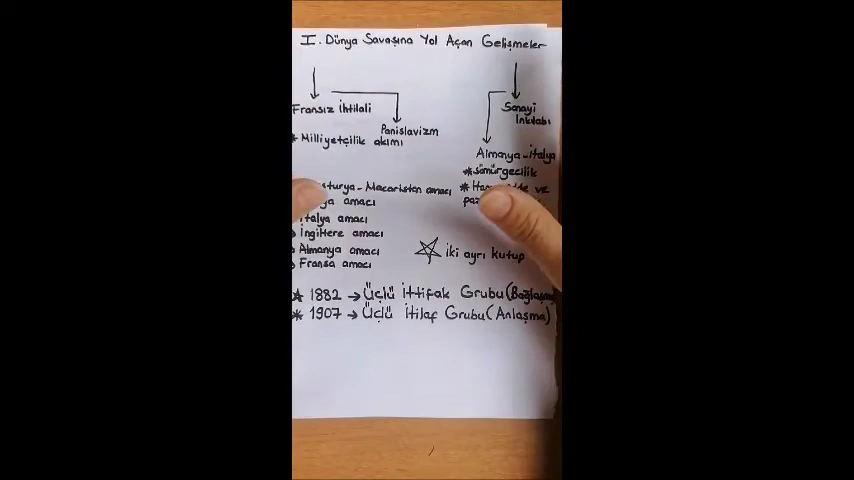 I. Dünya Savaşına Yol Açan Gelişmeler
Fransız İhtilali
* Milliyetçilik akımı
Panislavizm
Sanayi
İnkılabı
Almanya-İtalya
* sömürgecilik
* ve
Macaristan amacı
amacı
İtalya amacı
İngiltere amacı
Almanya amacı
Fransa amacı
iki ayrı kutup
* 1882 → Üçlü İttifak Grubu (Bağlaşma
* 1907 → Üçlü İtilaf Grubu (Anlaşma)